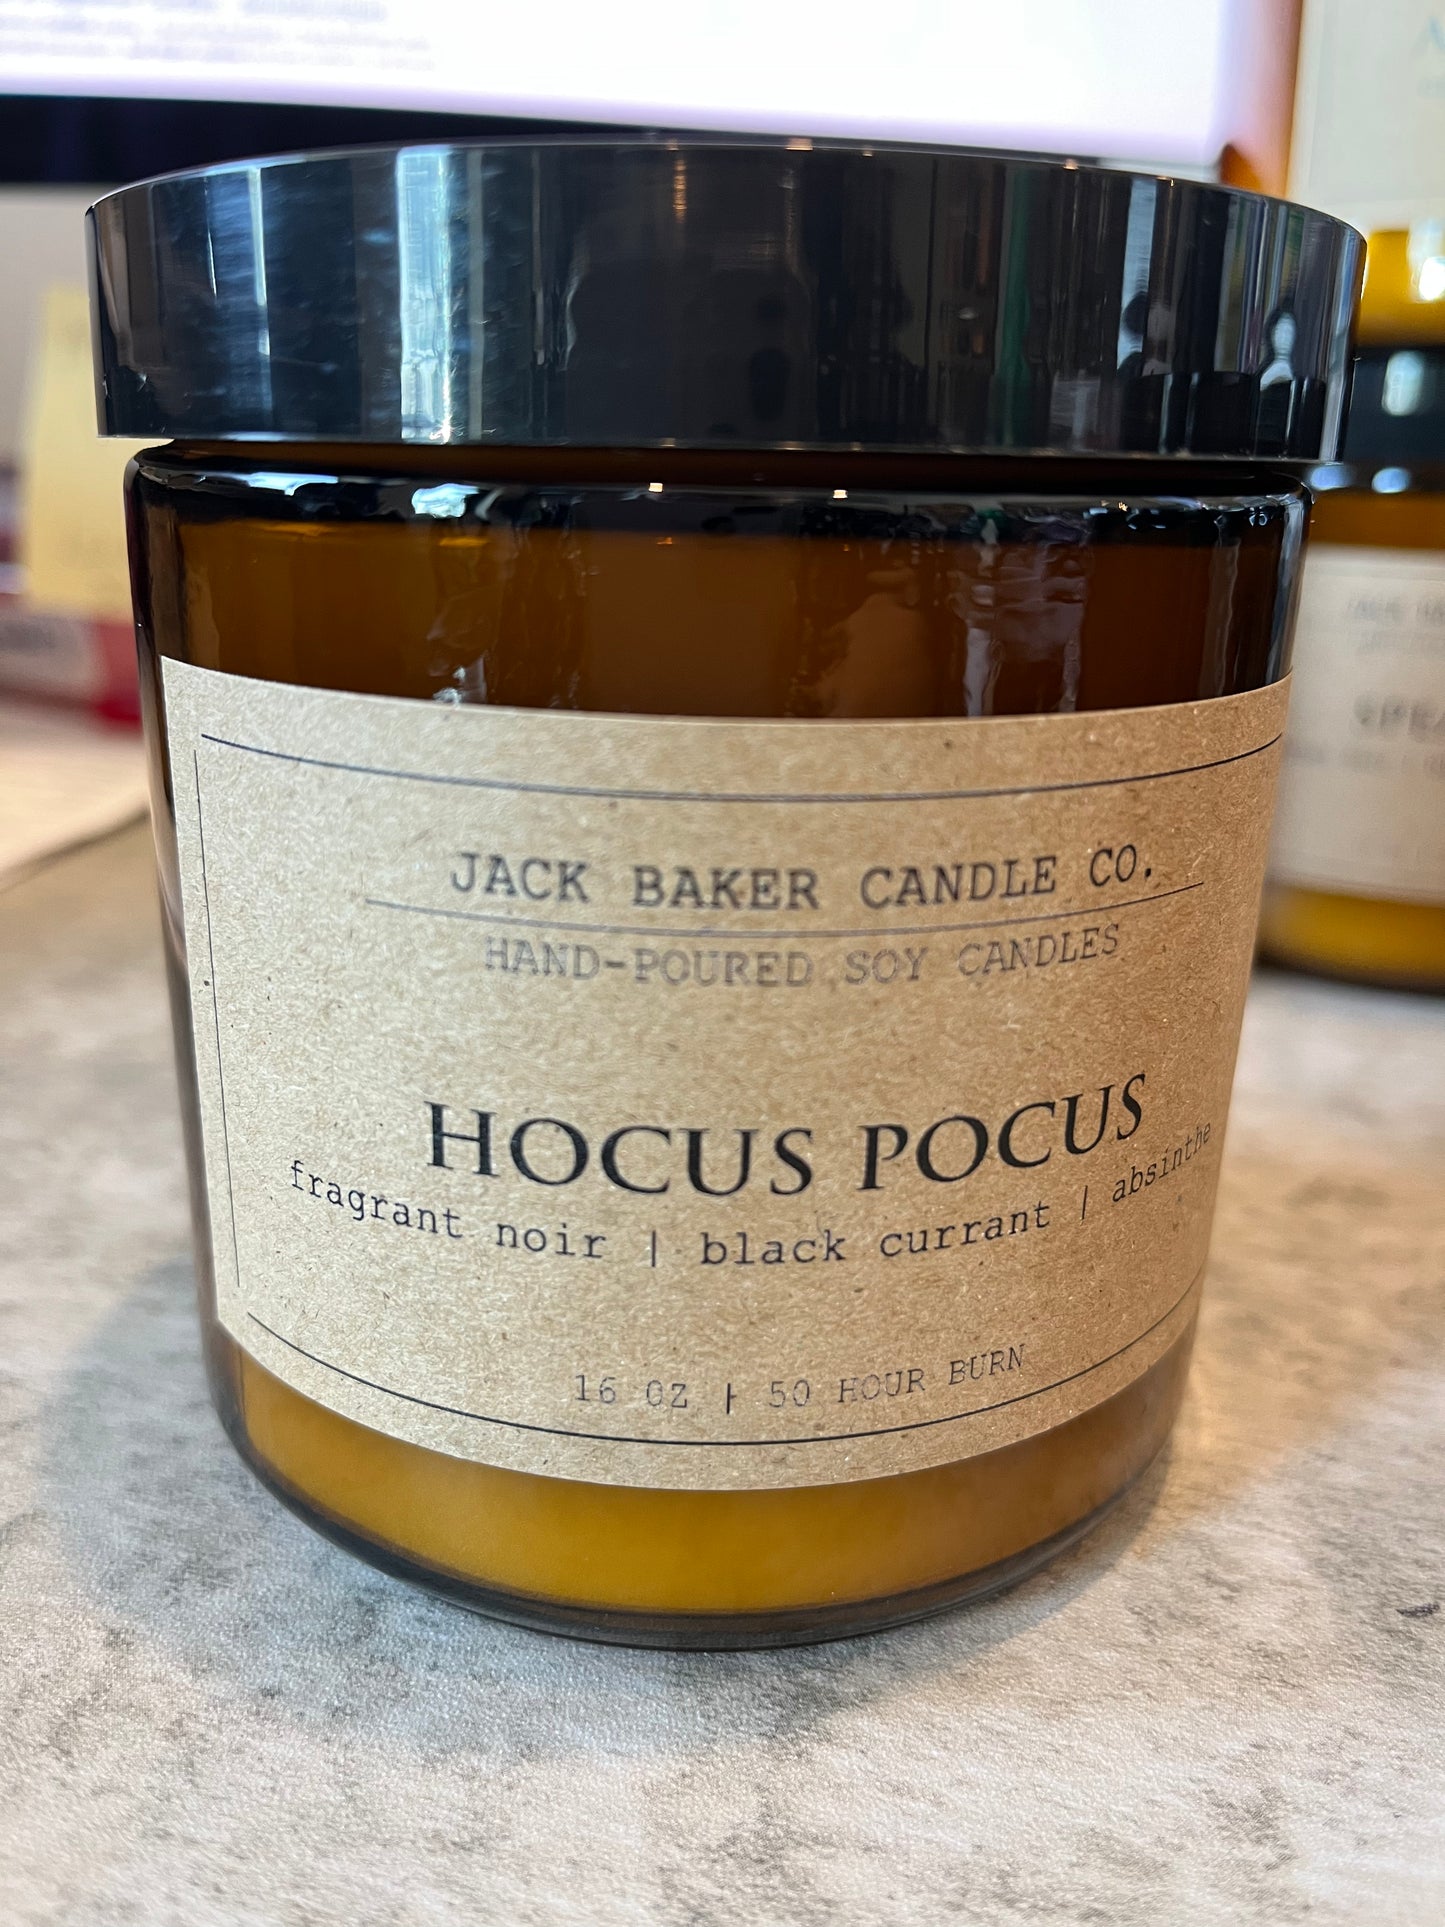 JACK BAKER CANDLE CO.
HAND-POURED SOY CANDLES
HOCUS POCUS
fragrant noir | black currant | absinthe
16 OZ | 50 HOUR BURN